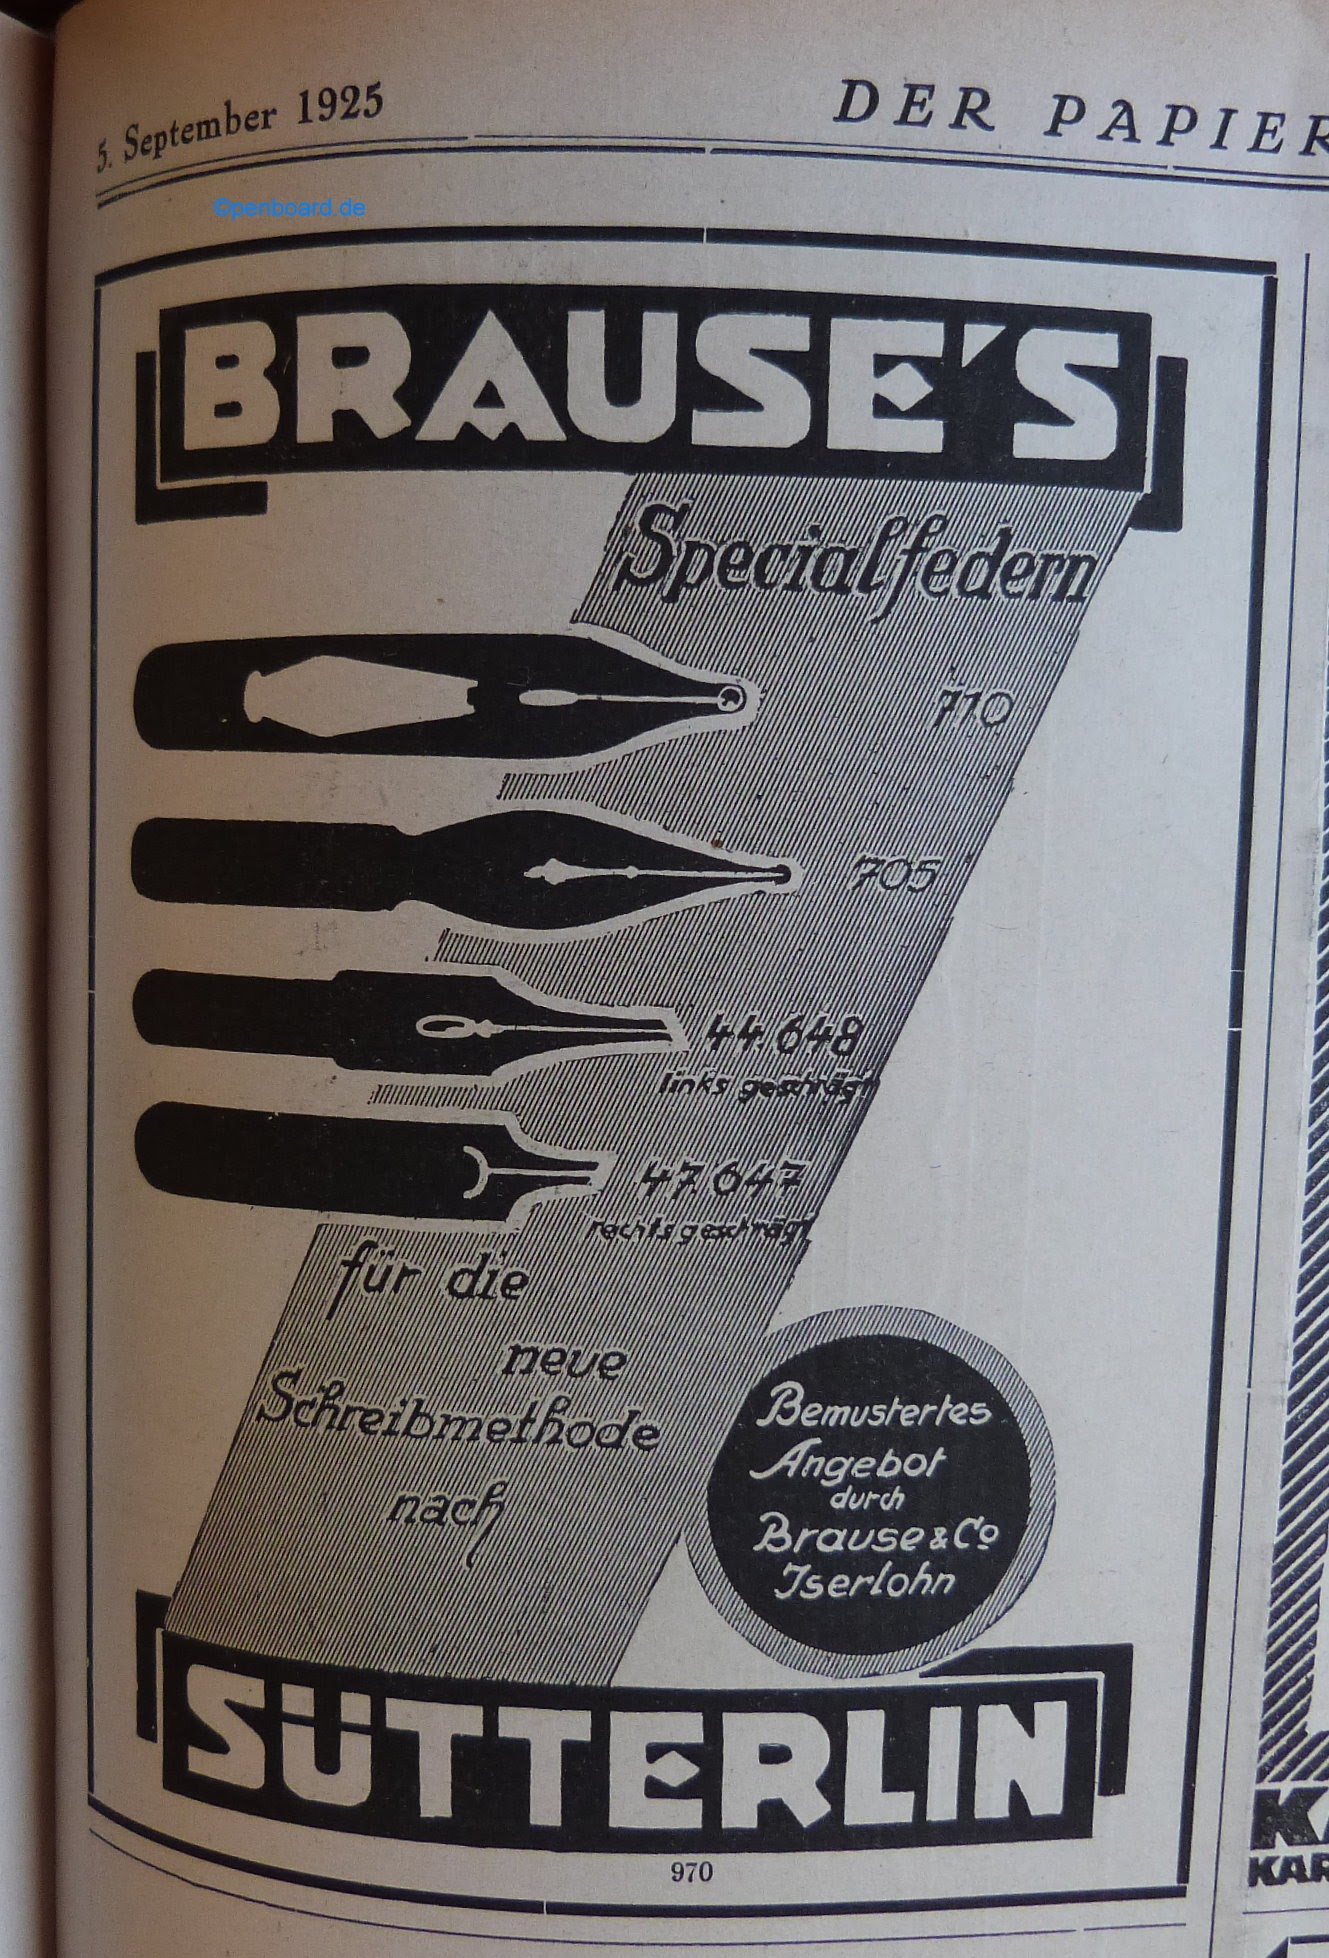 5. September 1925
DER PAPIER
©penboard.de
BRAUSE'S
Specialfedern
710
705
44. 648
links geschrägt
47. 647
rechts geschrägt
für die
neue
Schreibmethode
nach
Bemustertes
Angebot
durch
Brause & Co
Iserlohn
SÜTTERLIN
970